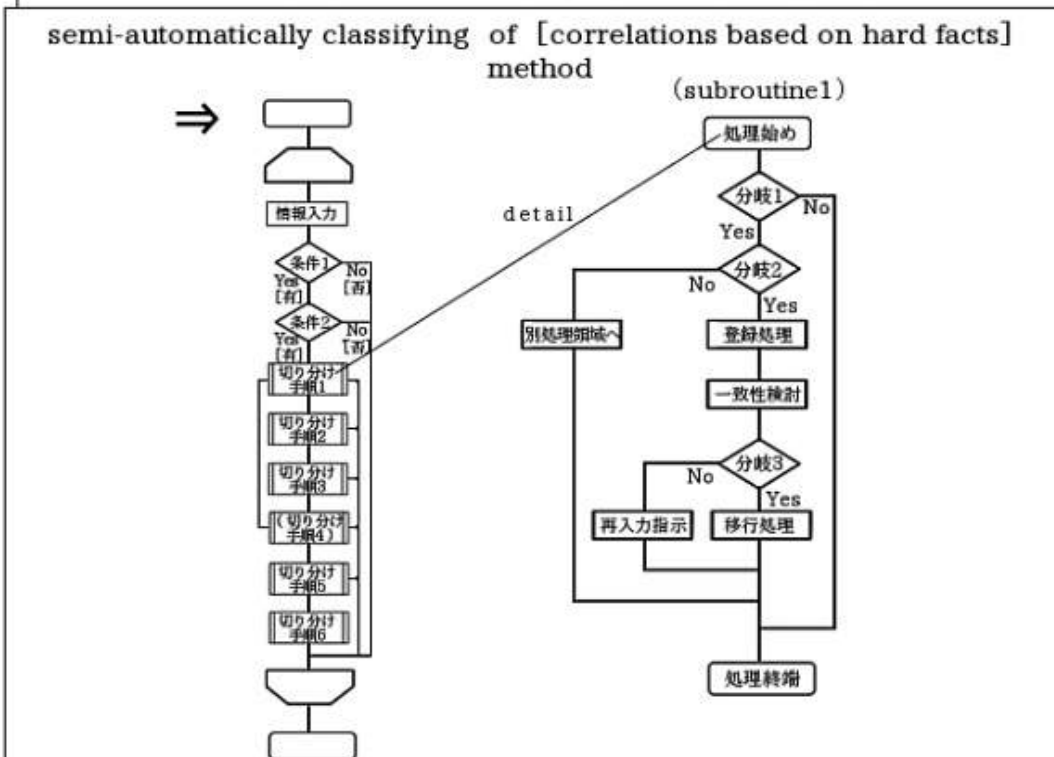 semi-automatically classifying of [correlations based on hard facts]
method
⇒
(subroutine1)
処理始め
情報入力
分岐1
No
detail
Yes
条件1
No
[否]
Yes
[有]
分岐2
No
Yes
条件2
No
[否]
Yes
[有]
別処理領域へ
登録処理
切り分け
手順1
一致性検討
切り分け
手順2
切り分け
手順3
分岐3
No
Yes
(切り分け
手順4)
再入力指示
移行処理
切り分け
手順5
切り分け
手順6
処理終端